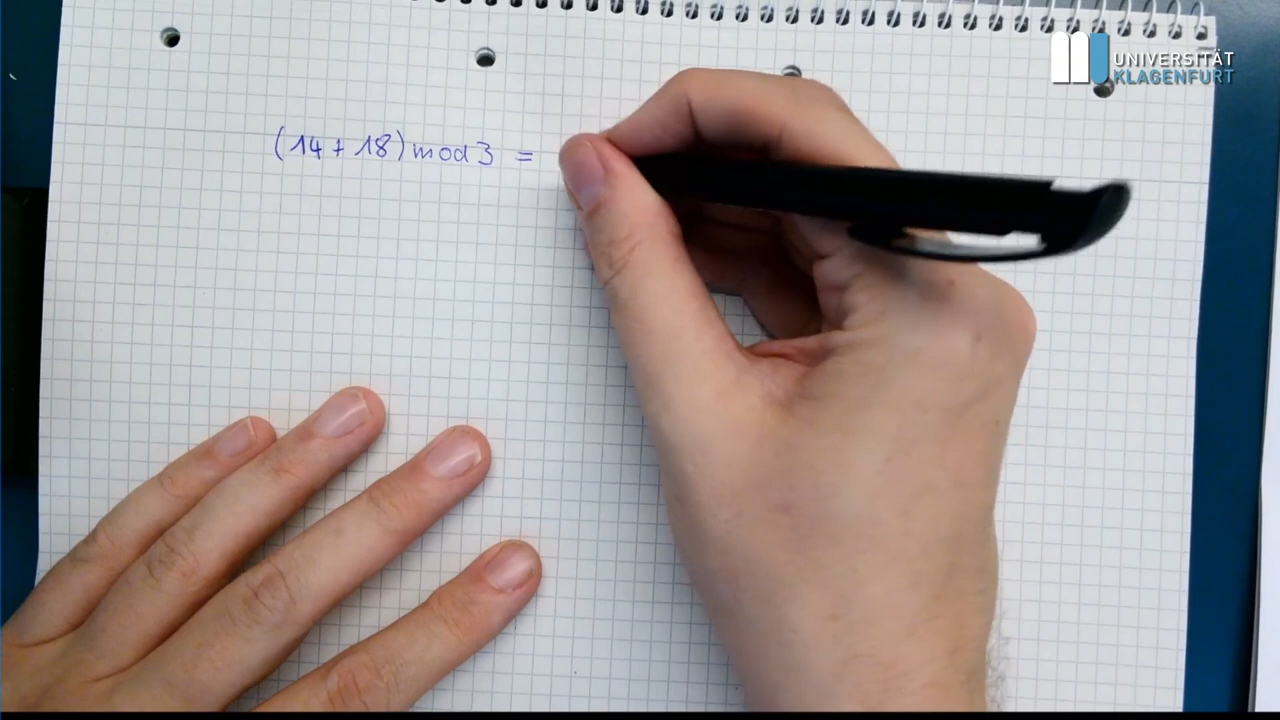 (14+18) mod 3 =
UNIVERSITÄT
KLAGENFURT